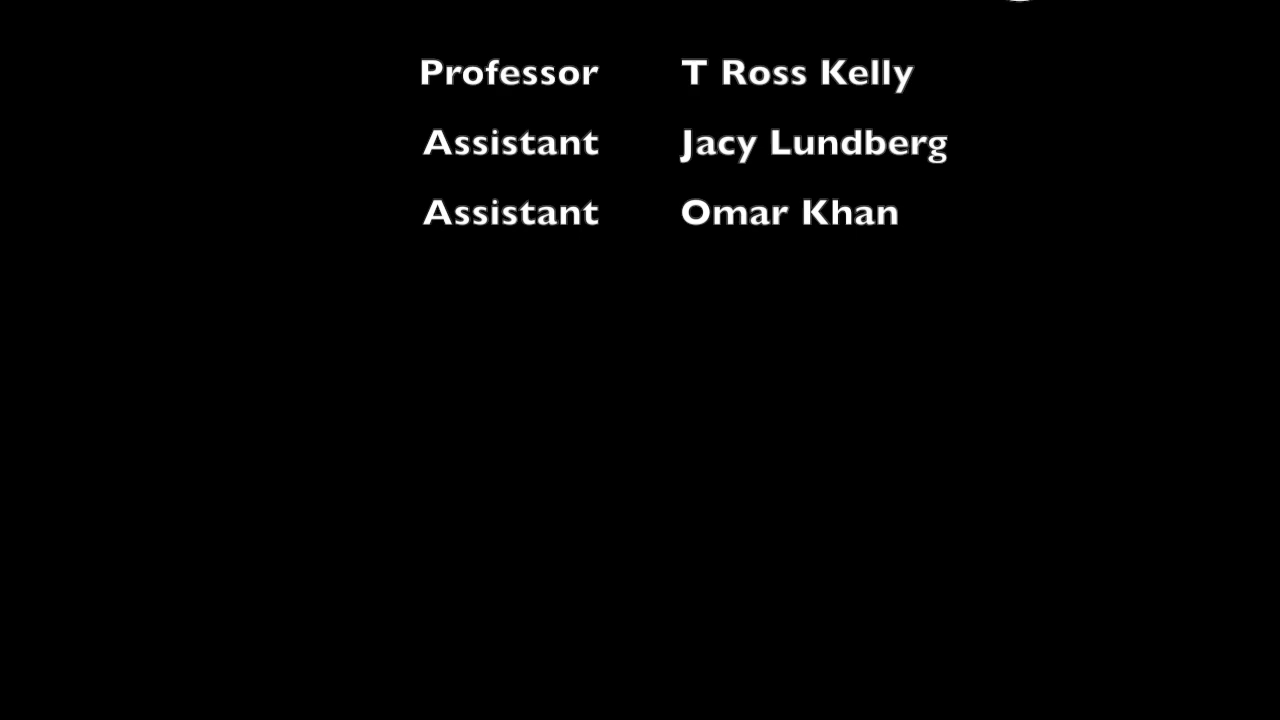 Professor T Ross Kelly
Assistant Jacy Lundberg
Assistant Omar Khan